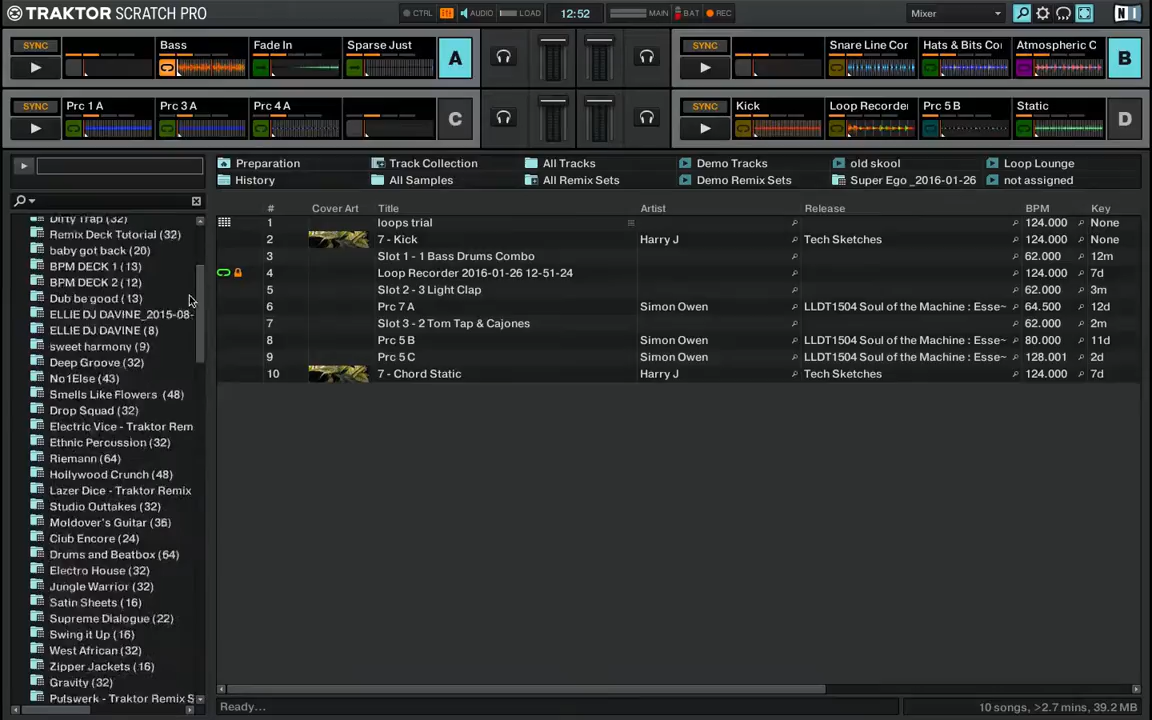 TRAKTOR SCRATCH PRO
CTRL
AUDIO
LOAD
12:52
MAIN
BAT
REC
Mixer
SYNC
Bass
Fade In
Sparse Just
A
SYNC
Snare Line Cor
Hats & Bits Co
Atmospheric C
B
SYNC
Prc 1 A
Prc 3 A
Prc 4 A
C
SYNC
Kick
Loop Recorder
Prc 5 B
Static
D
Preparation
Track Collection
All Tracks
Demo Tracks
old skool
Loop Lounge
History
All Samples
All Remix Sets
Demo Remix Sets
Super Ego _2016-01-26
not assigned
Dirty Trap (32)
Remix Deck Tutorial (32)
baby got back (20)
BPM DECK 1 (13)
BPM DECK 2 (12)
Dub be good (13)
ELLIE DJ DAVINE_2015-08-
ELLIE DJ DAVINE (8)
sweet harmony (9)
Deep Groove (32)
No1Else (43)
Smells Like Flowers (48)
Drop Squad (32)
Electric Vice - Traktor Rem
Ethnic Percussion (32)
Riemann (64)
Hollywood Crunch (48)
Lazer Dice - Traktor Remix
Studio Outtakes (32)
Moldover's Guitar (36)
Club Encore (24)
Drums and Beatbox (64)
Electro House (32)
Jungle Warrior (32)
Satin Sheets (16)
Supreme Dialogue (22)
Swing it Up (16)
West African (32)
Zipper Jackets (16)
Gravity (32)
Pulswerk - Traktor Remix S
# Cover Art Title Artist Release BPM Key
1 loops trial 124.000 None
2 7 - Kick Harry J Tech Sketches 124.000 None
3 Slot 1 - 1 Bass Drums Combo 62.000 12m
4 Loop Recorder 2016-01-26 12-51-24 124.000 7d
5 Slot 2 - 3 Light Clap 62.000 3m
6 Prc 7 A Simon Owen LLDT1504 Soul of the Machine : Esse~ 64.500 12d
7 Slot 3 - 2 Tom Tap & Cajones 62.000 2m
8 Prc 5 B Simon Owen LLDT1504 Soul of the Machine : Esse~ 80.000 11d
9 Prc 5 C Simon Owen LLDT1504 Soul of the Machine : Esse~ 128.001 2d
10 7 - Chord Static Harry J Tech Sketches 124.000 7d
Ready...
10 songs, >2.7 mins, 39.2 MB